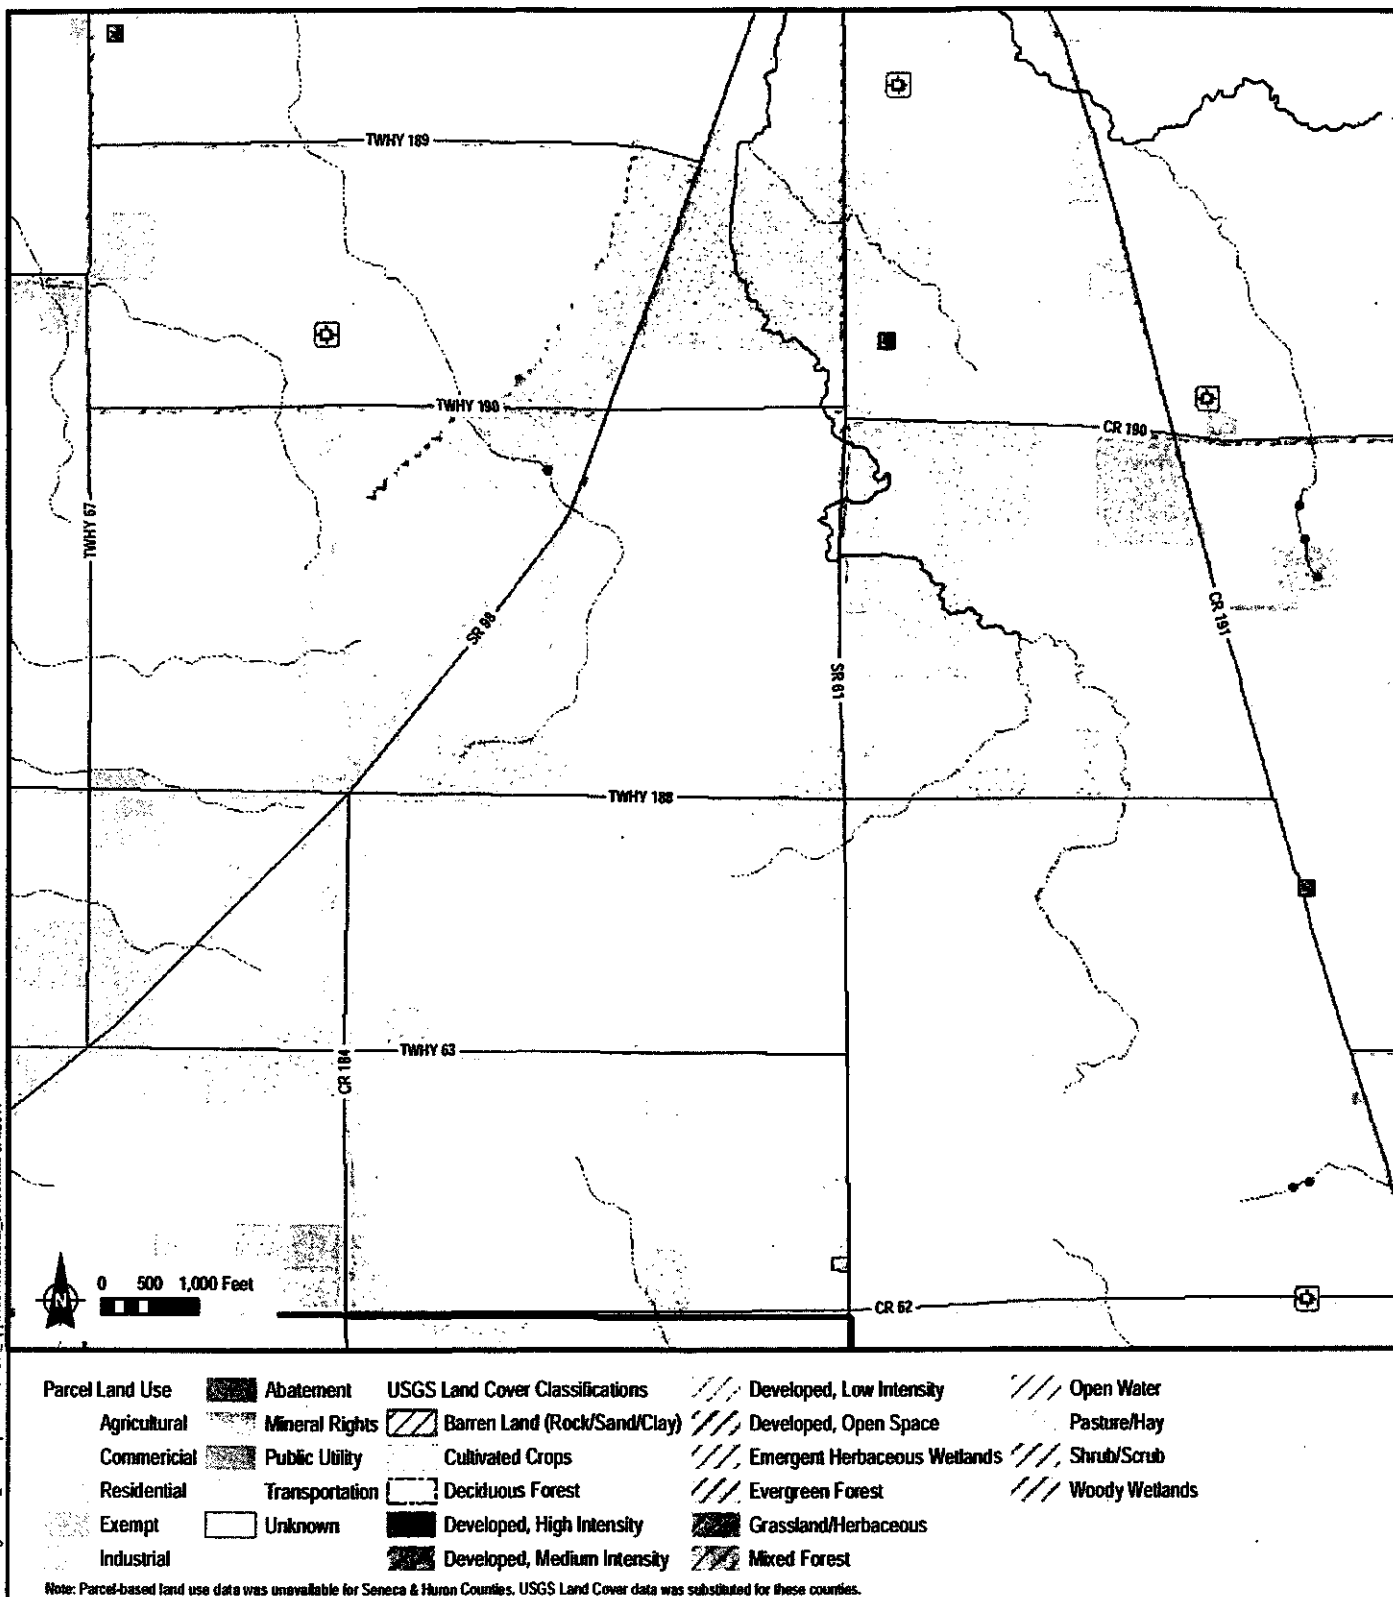 TWHY 189
TWHY 190
CR 190
TWHY 67
SR 98
CR 191
SR 61
TWHY 188
TWHY 63
CR 184
CR 62
N
0 500 1,000 Feet
Parcel Land Use
Agricultural
Commericial
Residential
Exempt
Industrial
Abatement
Mineral Rights
Public Utility
Transportation
Unknown
USGS Land Cover Classifications
Barren Land (Rock/Sand/Clay)
Cultivated Crops
Deciduous Forest
Developed, High Intensity
Developed, Medium Intensity
Developed, Low Intensity
Developed, Open Space
Emergent Herbaceous Wetlands
Evergreen Forest
Grassland/Herbaceous
Mixed Forest
Open Water
Pasture/Hay
Shrub/Scrub
Woody Wetlands
Note: Parcel-based land use data was unavailable for Seneca & Huron Counties. USGS Land Cover data was substituted for these counties.